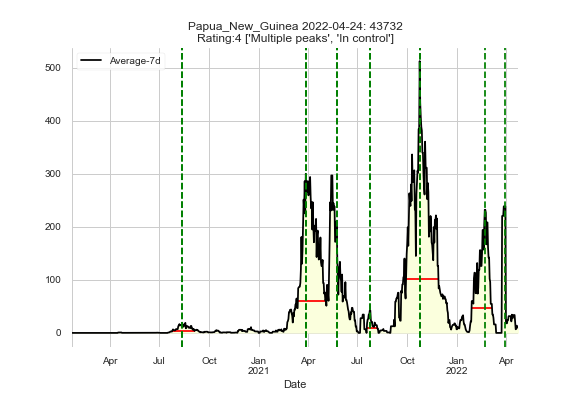 Papua_New_Guinea 2022-04-24: 43732
Rating:4 ['Multiple peaks', 'In control']
Average-7d
500
400
300
200
100
0
Apr Jul Oct Jan Apr Jul Oct Jan Apr
2021 2022
Date